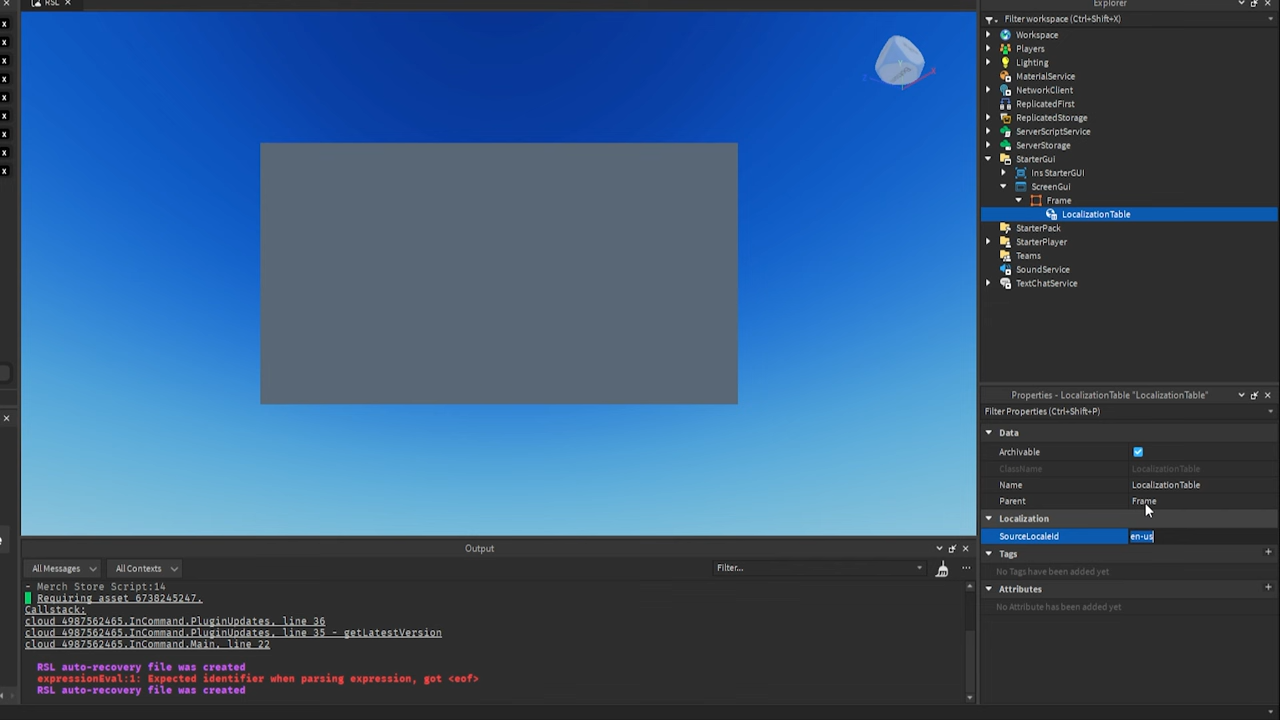 RSL
Explorer
Filter workspace (Ctrl+Shift+X)
Workspace
Players
Lighting
MaterialService
NetworkClient
ReplicatedFirst
ReplicatedStorage
ServerScriptService
ServerStorage
StarterGui
Ins StarterGUI
ScreenGui
Frame
LocalizationTable
StarterPack
StarterPlayer
Teams
SoundService
TextChatService
Properties - LocalizationTable "LocalizationTable"
Filter Properties (Ctrl+Shift+P)
Data
Archivable
ClassName LocalizationTable
Name LocalizationTable
Parent Frame
Localization
SourceLocaleId en-us
Tags
No Tags have been added yet
Attributes
No Attribute has been added yet
Output
All Messages All Contexts Filter...
- Merch Store Script:14
Requiring asset 6738245247.
Callstack:
cloud_4987562465.InCommand.PluginUpdates, line 36
cloud_4987562465.InCommand.PluginUpdates, line 35 - getLatestVersion
cloud_4987562465.InCommand.Main, line 22
RSL auto-recovery file was created
expressionEval:1: Expected identifier when parsing expression, got <eof>
RSL auto-recovery file was created